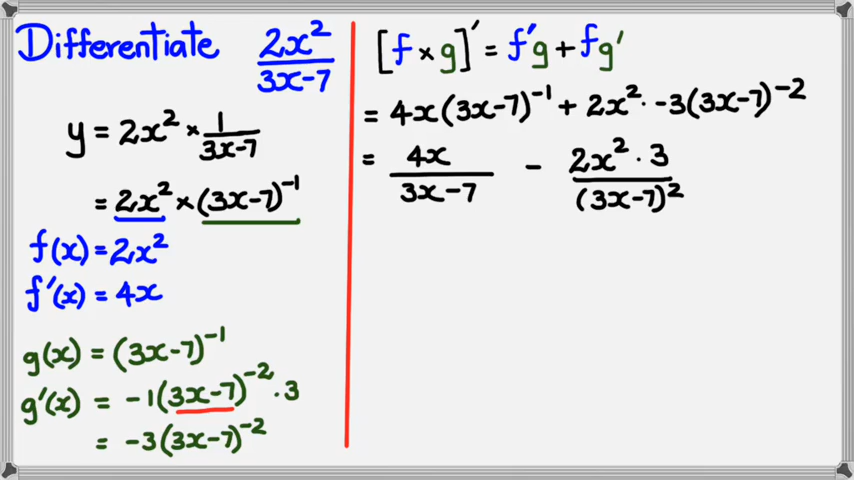 Differentiate 2x²/(3x-7)
y = 2x² × 1/(3x-7)
= 2x² × (3x-7)⁻¹
f(x) = 2x²
f'(x) = 4x
g(x) = (3x-7)⁻¹
g'(x) = -1(3x-7)⁻² · 3
= -3(3x-7)⁻²
[f × g]' = f'g + fg'
= 4x(3x-7)⁻¹ + 2x² · -3(3x-7)⁻²
= 4x/(3x-7) - (2x² · 3)/(3x-7)²